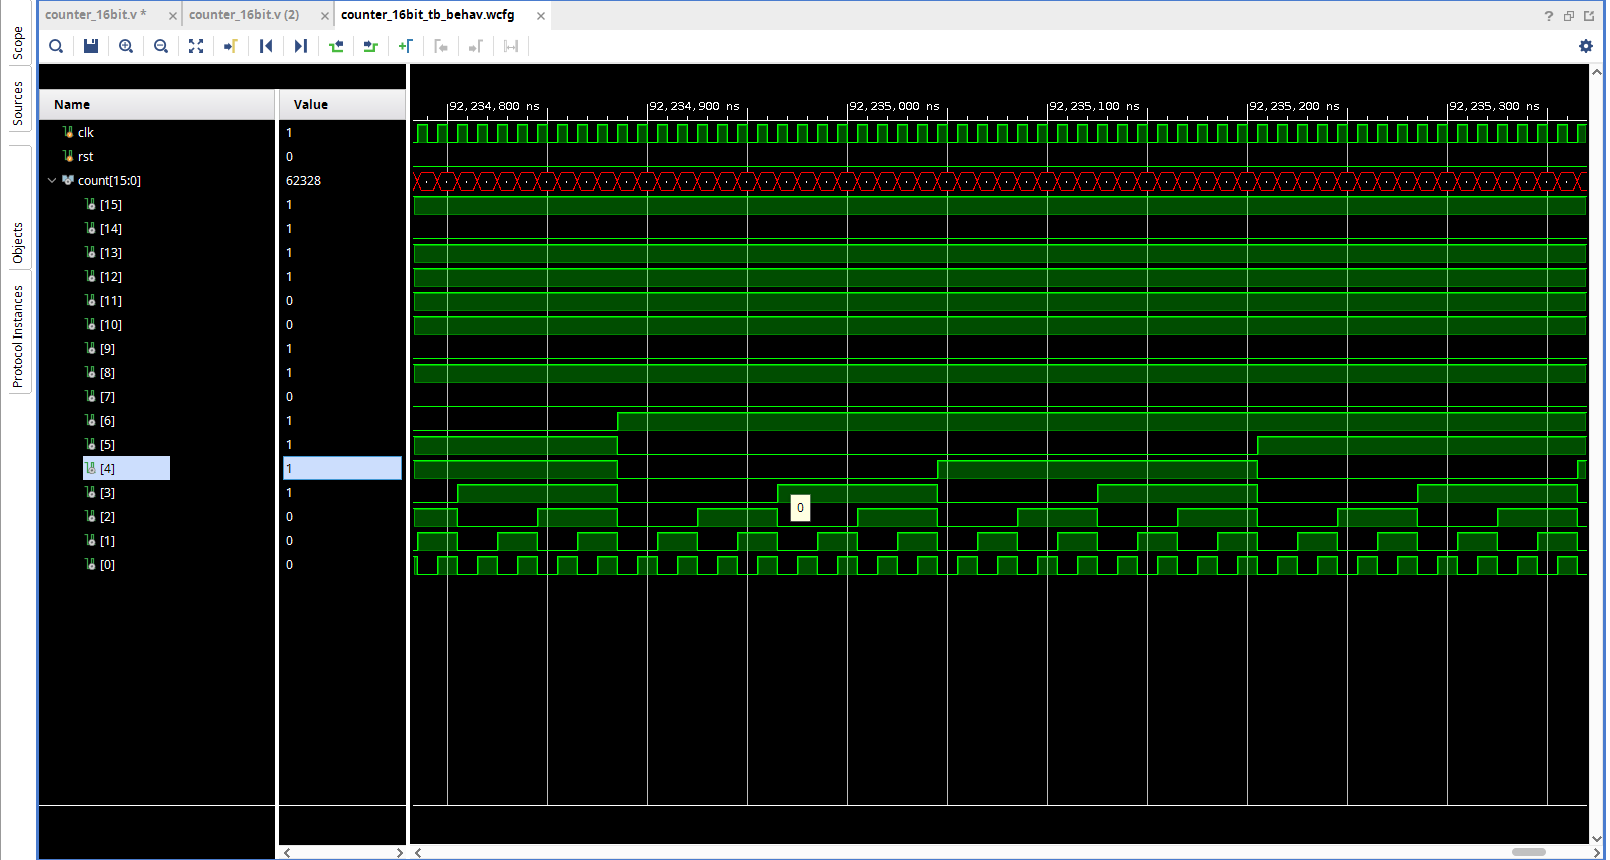 counter_16bit.v * × counter_16bit.v (2) × counter_16bit_tb_behav.wcfg ×
?
Scope
Sources
Objects
Protocol Instances
Name Value
92,234,800 ns 92,234,900 ns 92,235,000 ns 92,235,100 ns 92,235,200 ns 92,235,300 ns
clk 1
rst 0
count[15:0] 62328
[15] 1
[14] 1
[13] 1
[12] 1
[11] 0
[10] 0
[9] 1
[8] 1
[7] 0
[6] 1
[5] 1
[4] 1
[3] 1
0
[2] 0
[1] 0
[0] 0